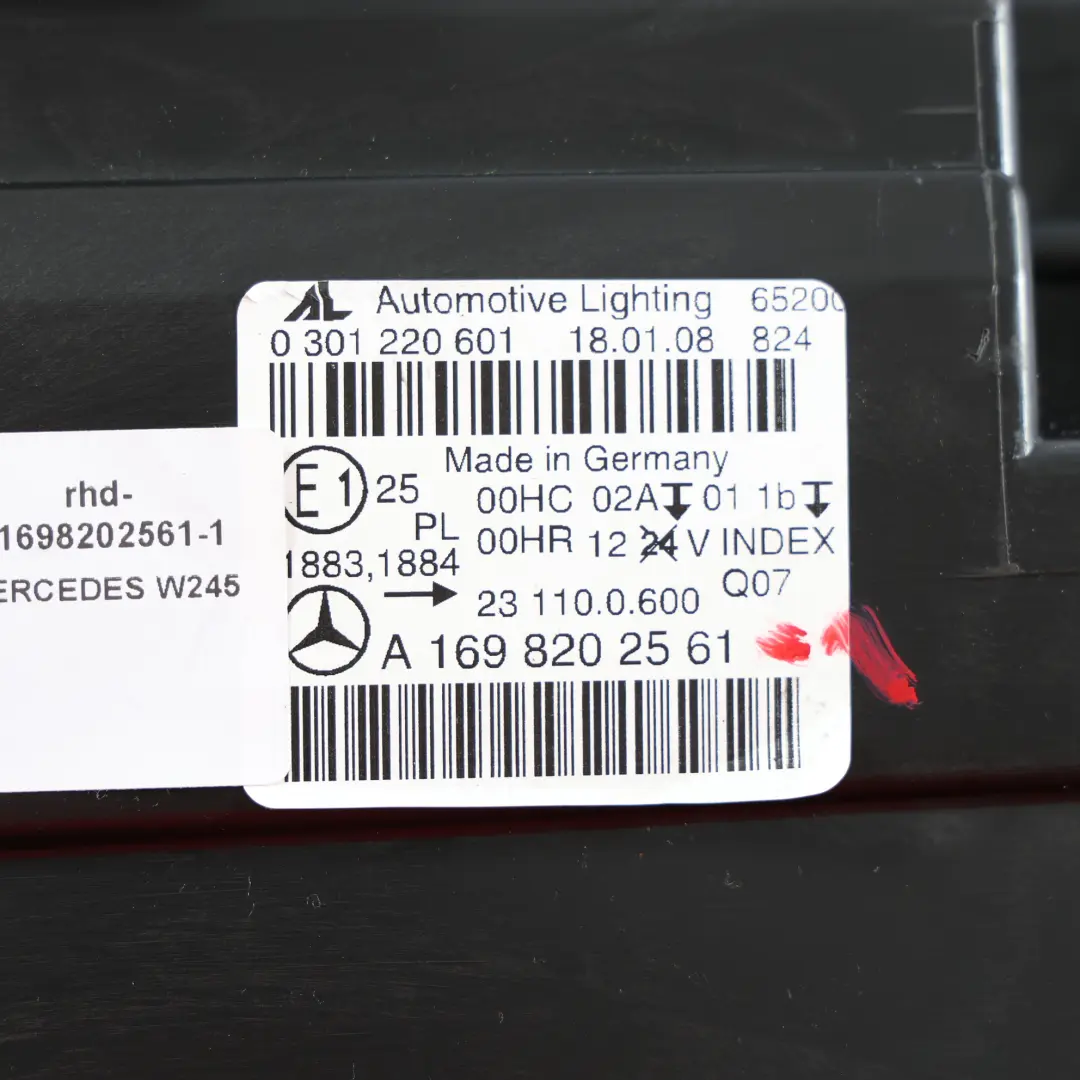 AL Automotive Lighting 65200
0 301 220 601 18.01.08 824
Made in Germany
E1 25 00HC 02A 01 1b
PL 00HR 12 24 V INDEX
1883,1884 Q07
→ 23 110.0.600
A 169 820 25 61
rhd-
1698202561-1
ERCEDES W245